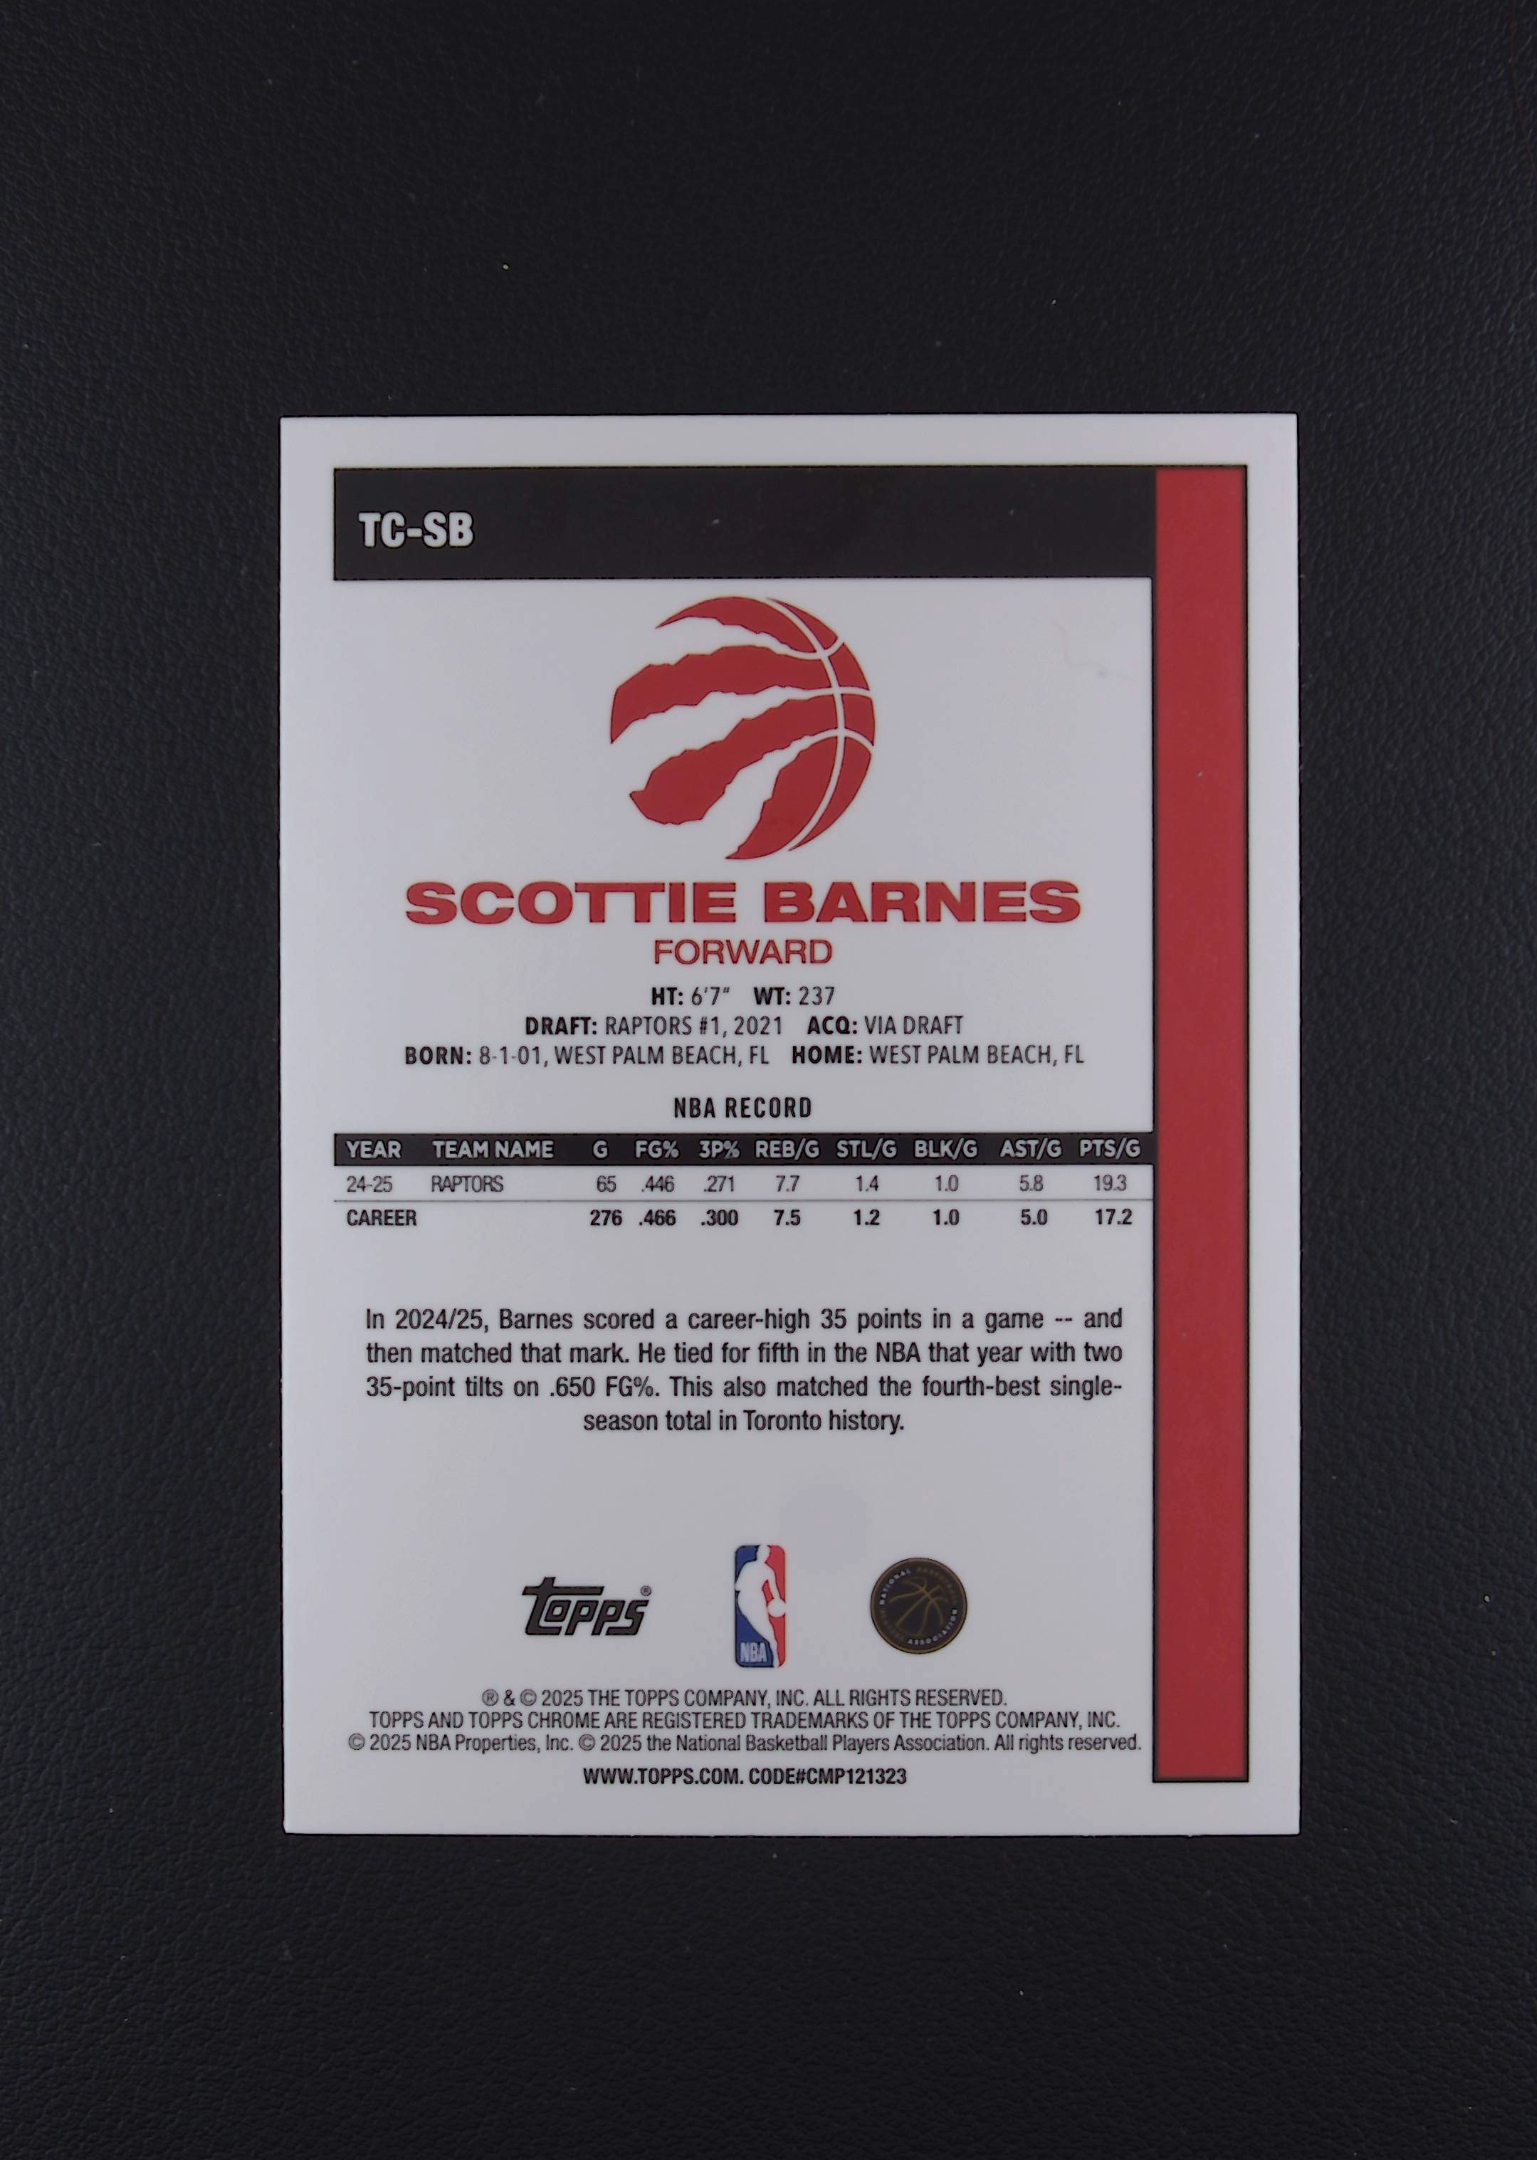 TC-SB
SCOTTIE BARNES
FORWARD
HT: 6'7" WT: 237
DRAFT: RAPTORS #1, 2021 ACQ: VIA DRAFT
BORN: 8-1-01, WEST PALM BEACH, FL HOME: WEST PALM BEACH, FL
NBA RECORD
YEAR TEAM NAME G FG% 3P% REB/G STL/G BLK/G AST/G PTS/G
24-25 RAPTORS 65 .446 .271 7.7 1.4 1.0 5.8 19.3
CAREER 276 .466 .300 7.5 1.2 1.0 5.0 17.2
In 2024/25, Barnes scored a career-high 35 points in a game -- and
then matched that mark. He tied for fifth in the NBA that year with two
35-point tilts on .650 FG%. This also matched the fourth-best single-
season total in Toronto history.
Topps®
NBA
NATIONAL BASKETBALL
ASSOCIATION
® & © 2025 THE TOPPS COMPANY, INC. ALL RIGHTS RESERVED.
TOPPS AND TOPPS CHROME ARE REGISTERED TRADEMARKS OF THE TOPPS COMPANY, INC.
© 2025 NBA Properties, Inc. © 2025 the National Basketball Players Association. All rights reserved.
WWW.TOPPS.COM. CODE#CMP121323